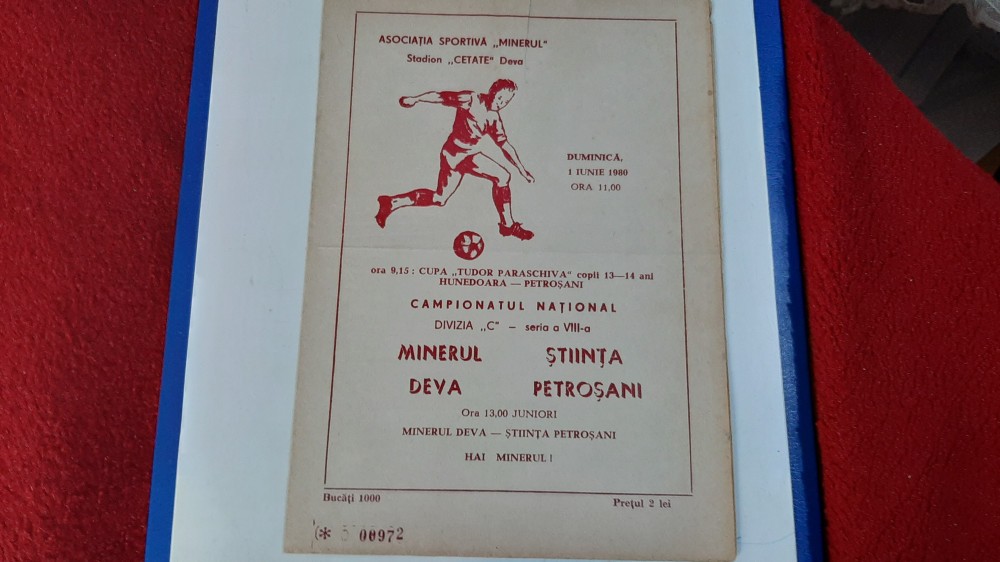 ASOCIAȚIA SPORTIVĂ „MINERUL"
Stadion „CETATE" Deva
DUMINICĂ,
1 IUNIE 1980
ORA 11,00
ora 9,15 : CUPA „TUDOR PARASCHIVA" copii 13—14 ani
HUNEDOARA — PETROȘANI
CAMPIONATUL NAȚIONAL
DIVIZIA „C" — seria a VIII-a
MINERUL ȘTIINȚA
DEVA PETROȘANI
Ora 13,00 JUNIORI
MINERUL DEVA — ȘTIINȚA PETROȘANI
HAI MINERUL!
Bucăți 1000 Prețul 2 lei
00972